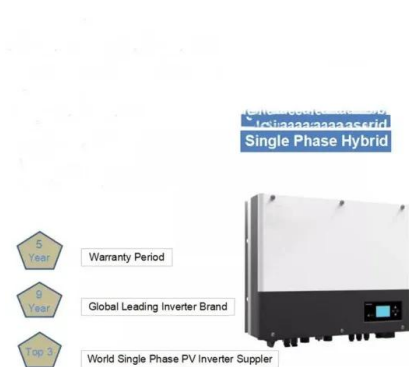 Single Phase Hybrid
5
Year
Warranty Period
9
Year
Global Leading Inverter Brand
Top 3
World Single Phase PV Inverter Suppler